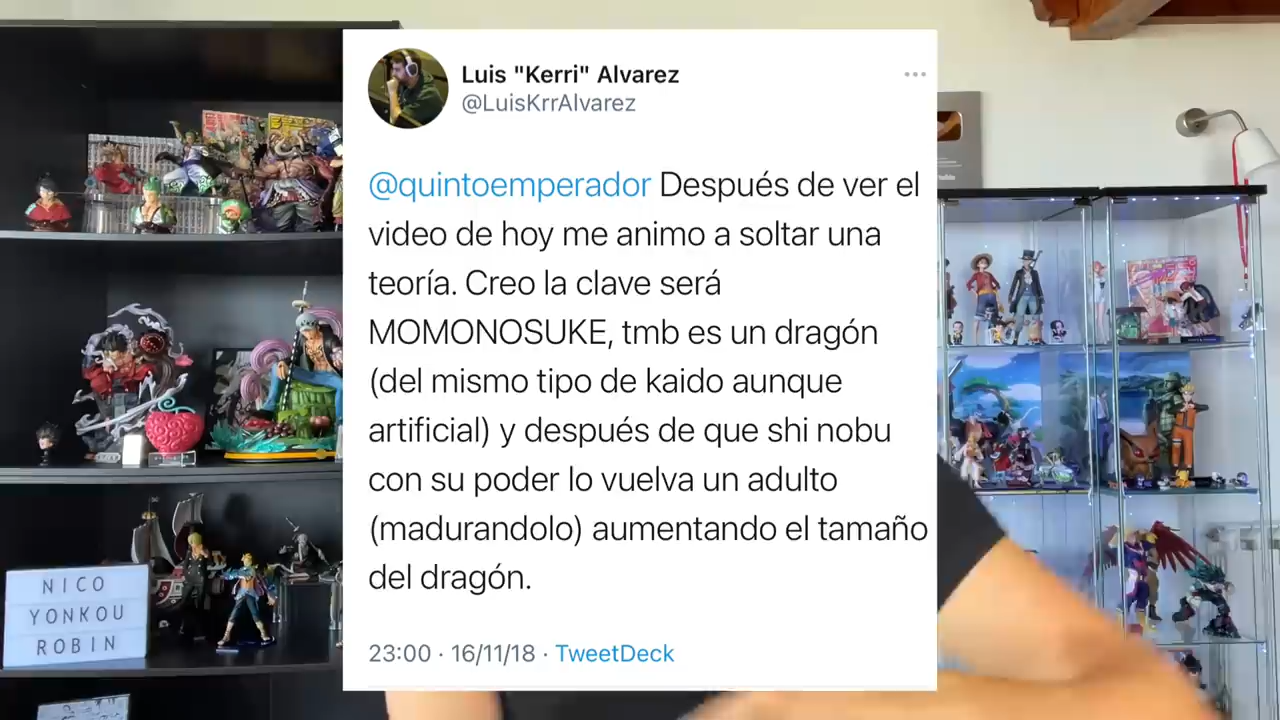 Luis "Kerri" Alvarez
@LuisKrrAlvarez
@quintoemperador Después de ver el
video de hoy me animo a soltar una
teoría. Creo la clave será
MOMONOSUKE, tmb es un dragón
(del mismo tipo de kaido aunque
artificial) y después de que shi nobu
con su poder lo vuelva un adulto
(madurandolo) aumentando el tamaño
del dragón.
23:00 · 16/11/18 · TweetDeck
NICO
YONKOU
ROBIN